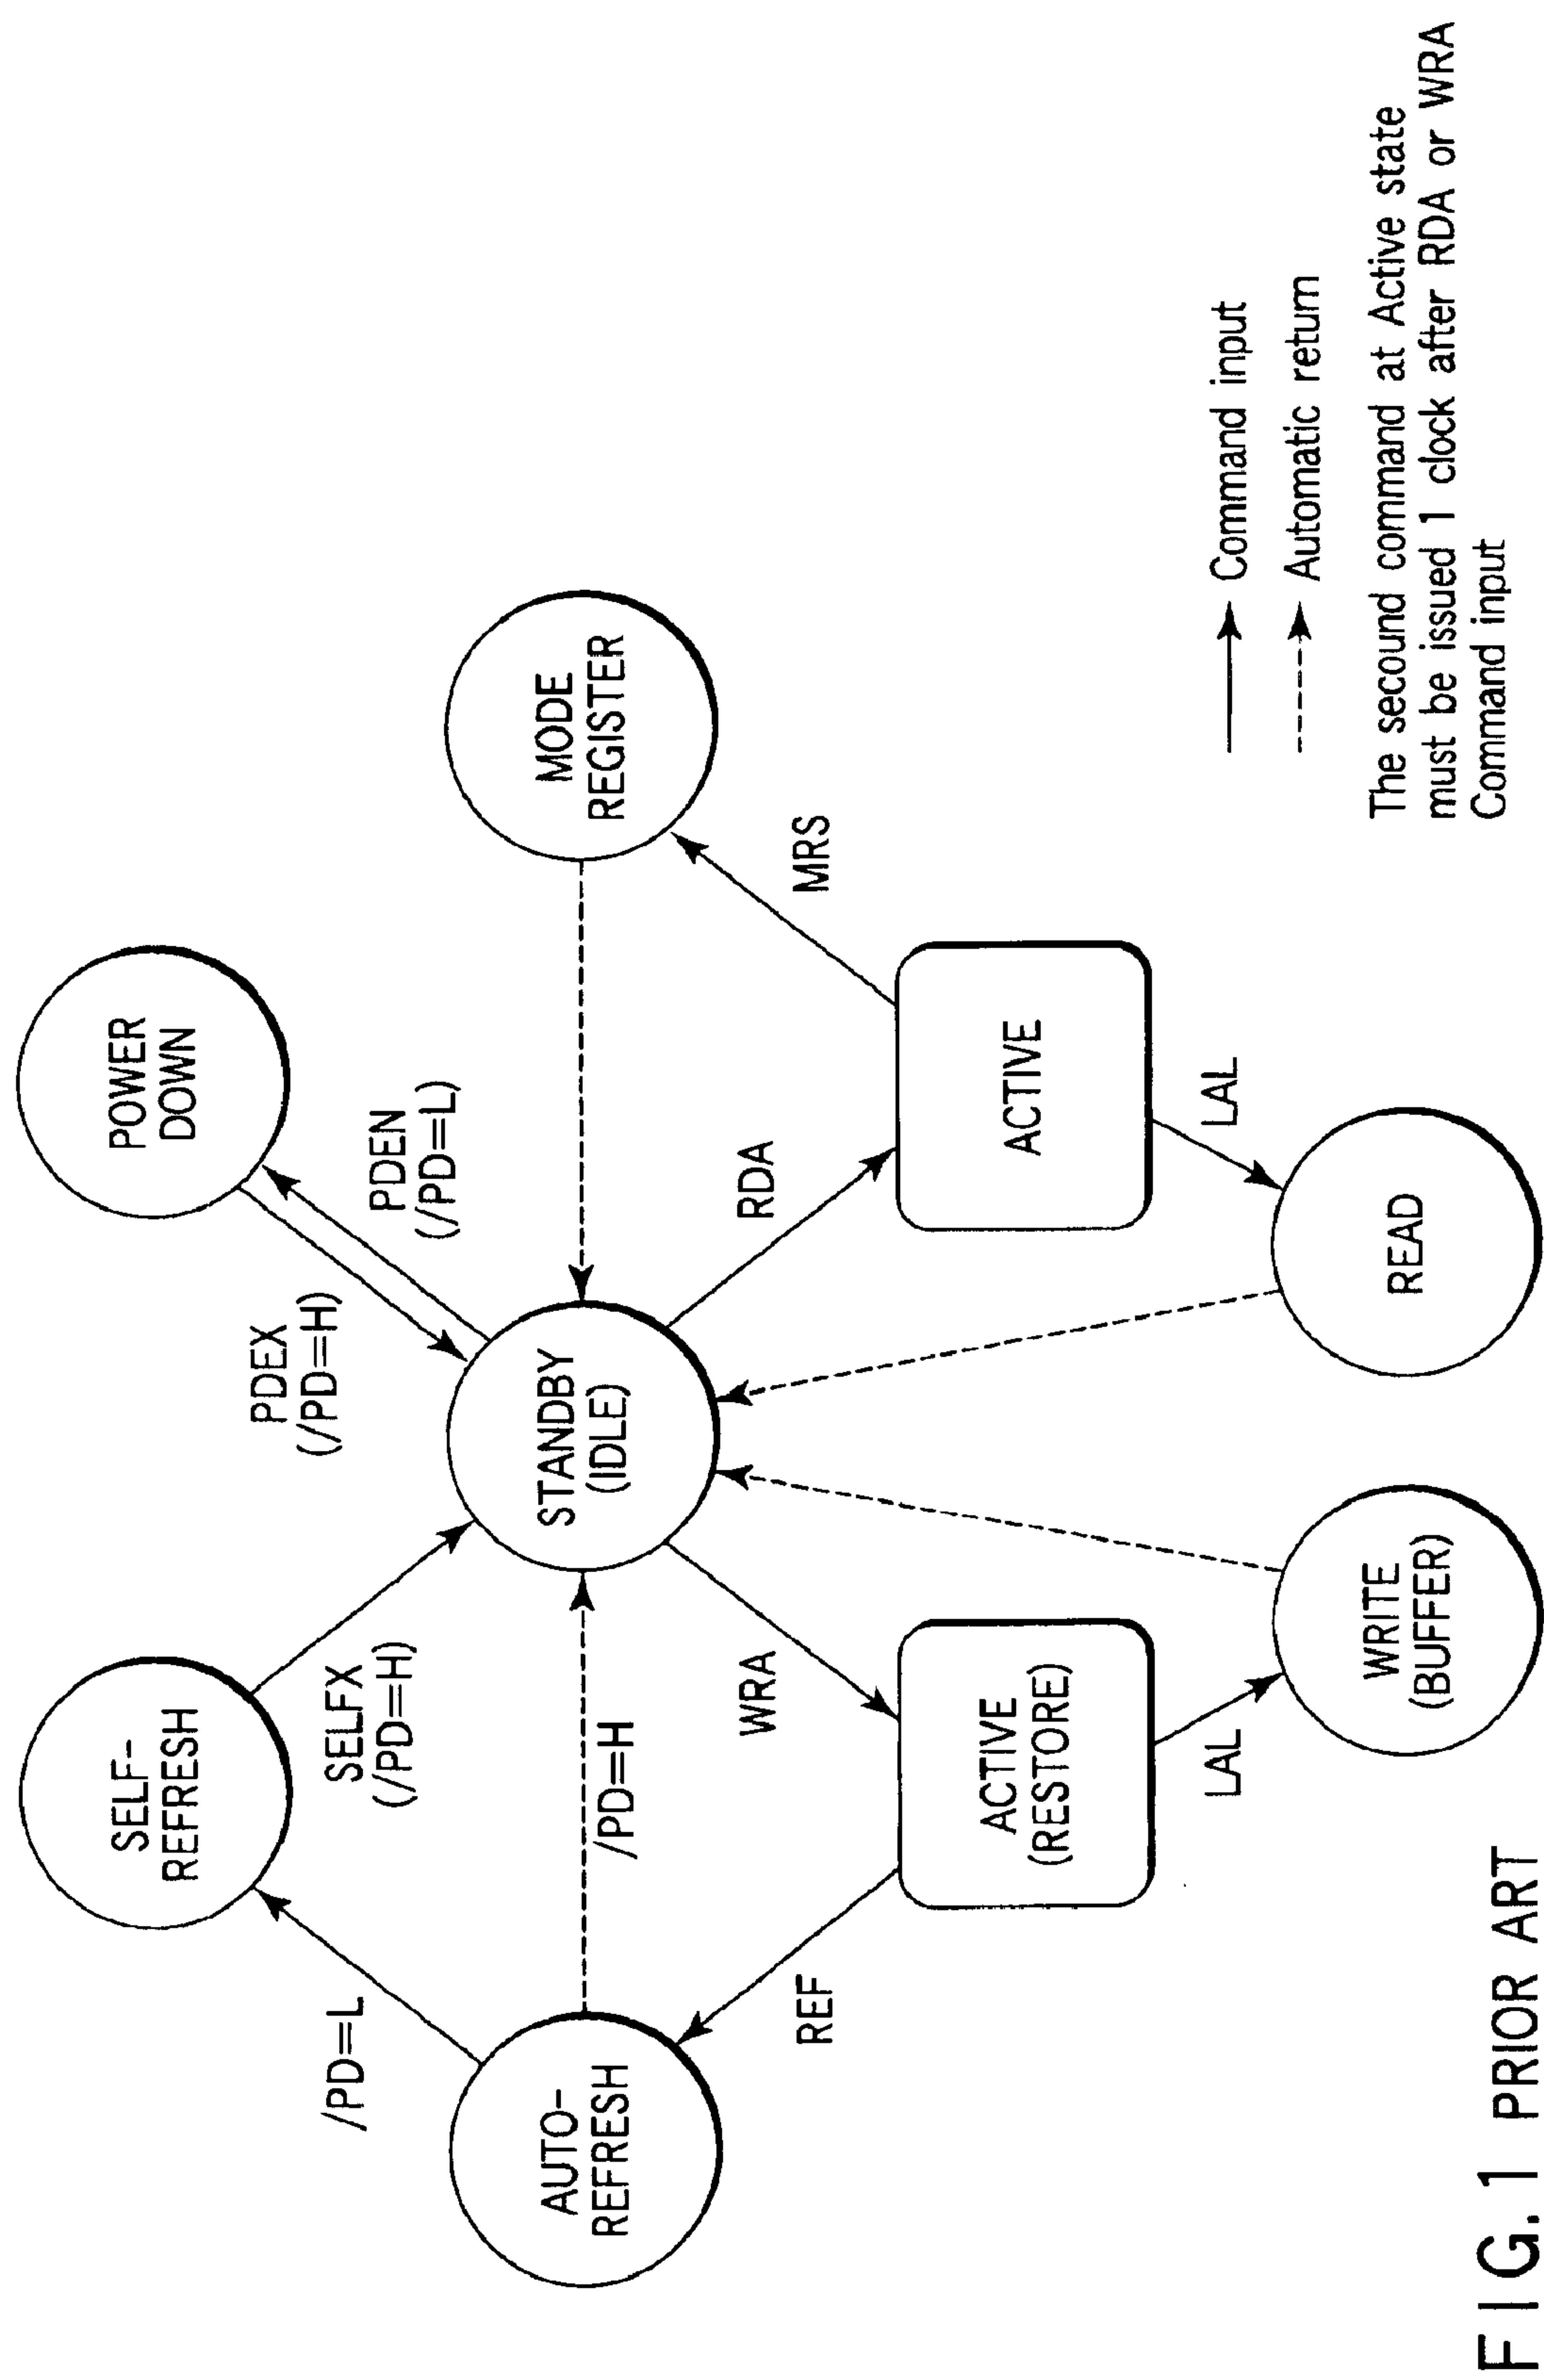 SELF-
REFRESH
POWER
DOWN
PDEX
(/PD=H)
PDEN
(/PD=L)
/PD=L
SELFX
(/PD=H)
AUTO-
REFRESH
STANDBY
(IDLE)
MODE
REGISTER
/PD=H
REF
WRA
RDA
MRS
ACTIVE
(RESTORE)
ACTIVE
LAL
LAL
WRITE
(BUFFER)
READ
Command input
Automatic return
The secound command at Active state
must be issued 1 clock after RDA or WRA
Command input
FIG. 1 PRIOR ART